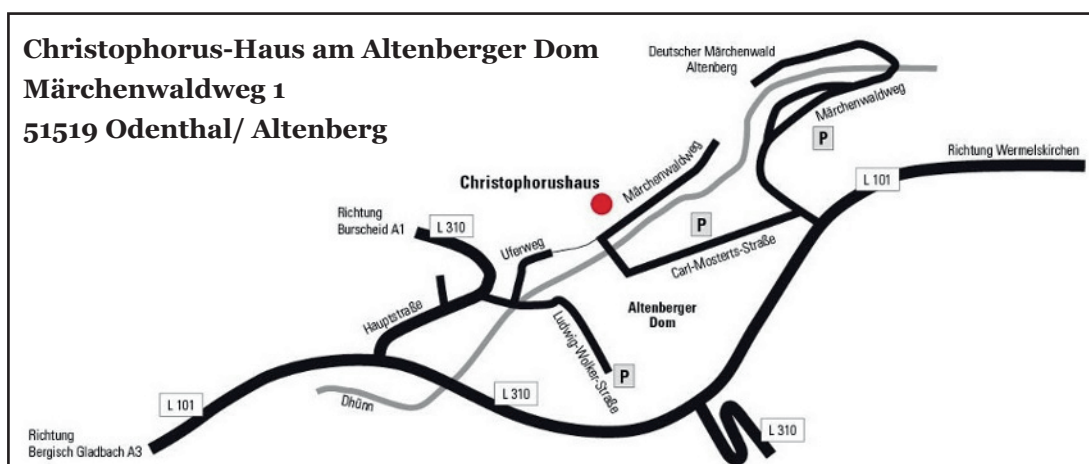 Christophorus-Haus am Altenberger Dom
Märchenwaldweg 1
51519 Odenthal/ Altenberg
Deutscher Märchenwald
Altenberg
Märchenwaldweg
P
Richtung Wermelskirchen
L 101
Märchenwaldweg
Christophorushaus
Richtung
Burscheid A1
L 310
P
Uferweg
Carl-Mosterts-Straße
Hauptstraße
Altenberger
Dom
Ludwig-Wolker-Straße
P
Dhünn
L 310
L 101
L 310
Richtung
Bergisch Gladbach A3